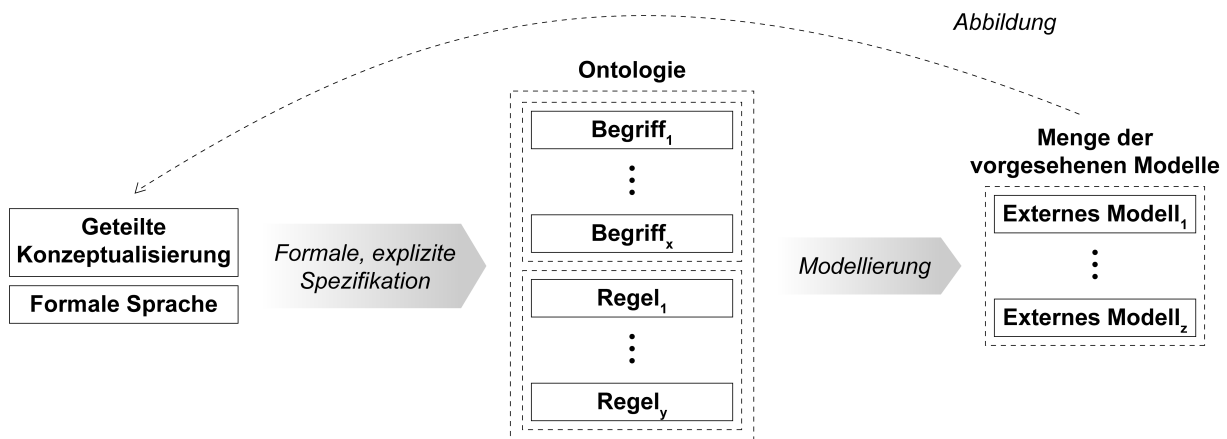 Abbildung
Ontologie
Begriff1
Begriffx
Regel1
Regely
Geteilte
Konzeptualisierung
Formale Sprache
Formale, explizite
Spezifikation
Modellierung
Menge der
vorgesehenen Modelle
Externes Modell1
Externes Modellz